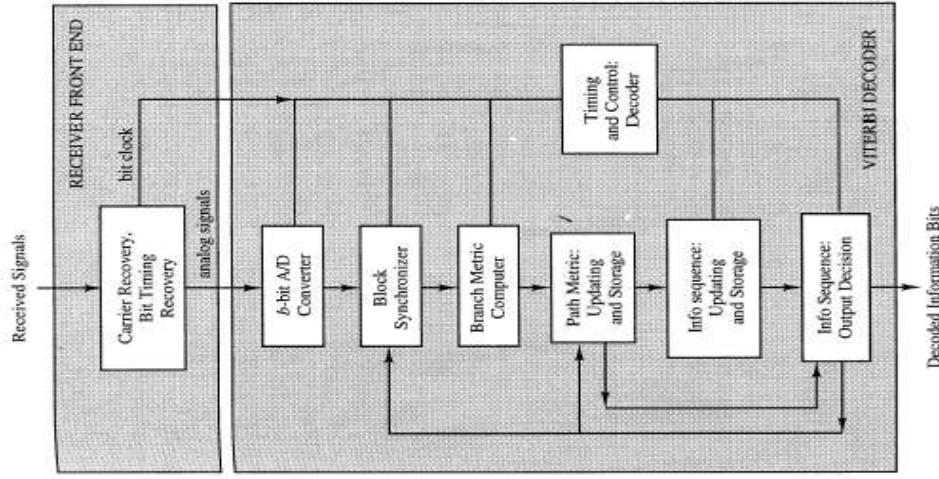 Received Signals
RECEIVER FRONT END
Carrier Recovery,
Bit Timing
Recovery
bit clock
analog signals
b-bit A/D
Converter
Block
Synchronizer
Branch Metric
Computer
Path Metric:
Updating
and Storage
Timing
and Control:
Decoder
Info sequence:
Updating
and Storage
Info Sequence:
Output Decision
VITERBI DECODER
Decoded Information Bits